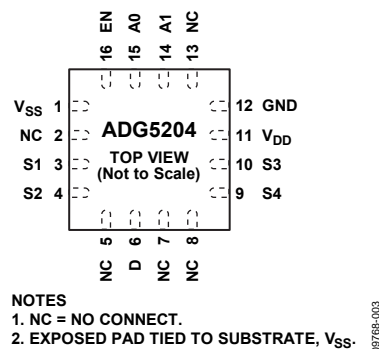 16 EN
15 A0
14 A1
13 NC
VSS 1
NC 2
S1 3
S2 4
ADG5204
TOP VIEW
(Not to Scale)
12 GND
11 VDD
10 S3
9 S4
NC 5
D 6
NC 7
NC 8
NOTES
1. NC = NO CONNECT.
2. EXPOSED PAD TIED TO SUBSTRATE, VSS.
09768-003